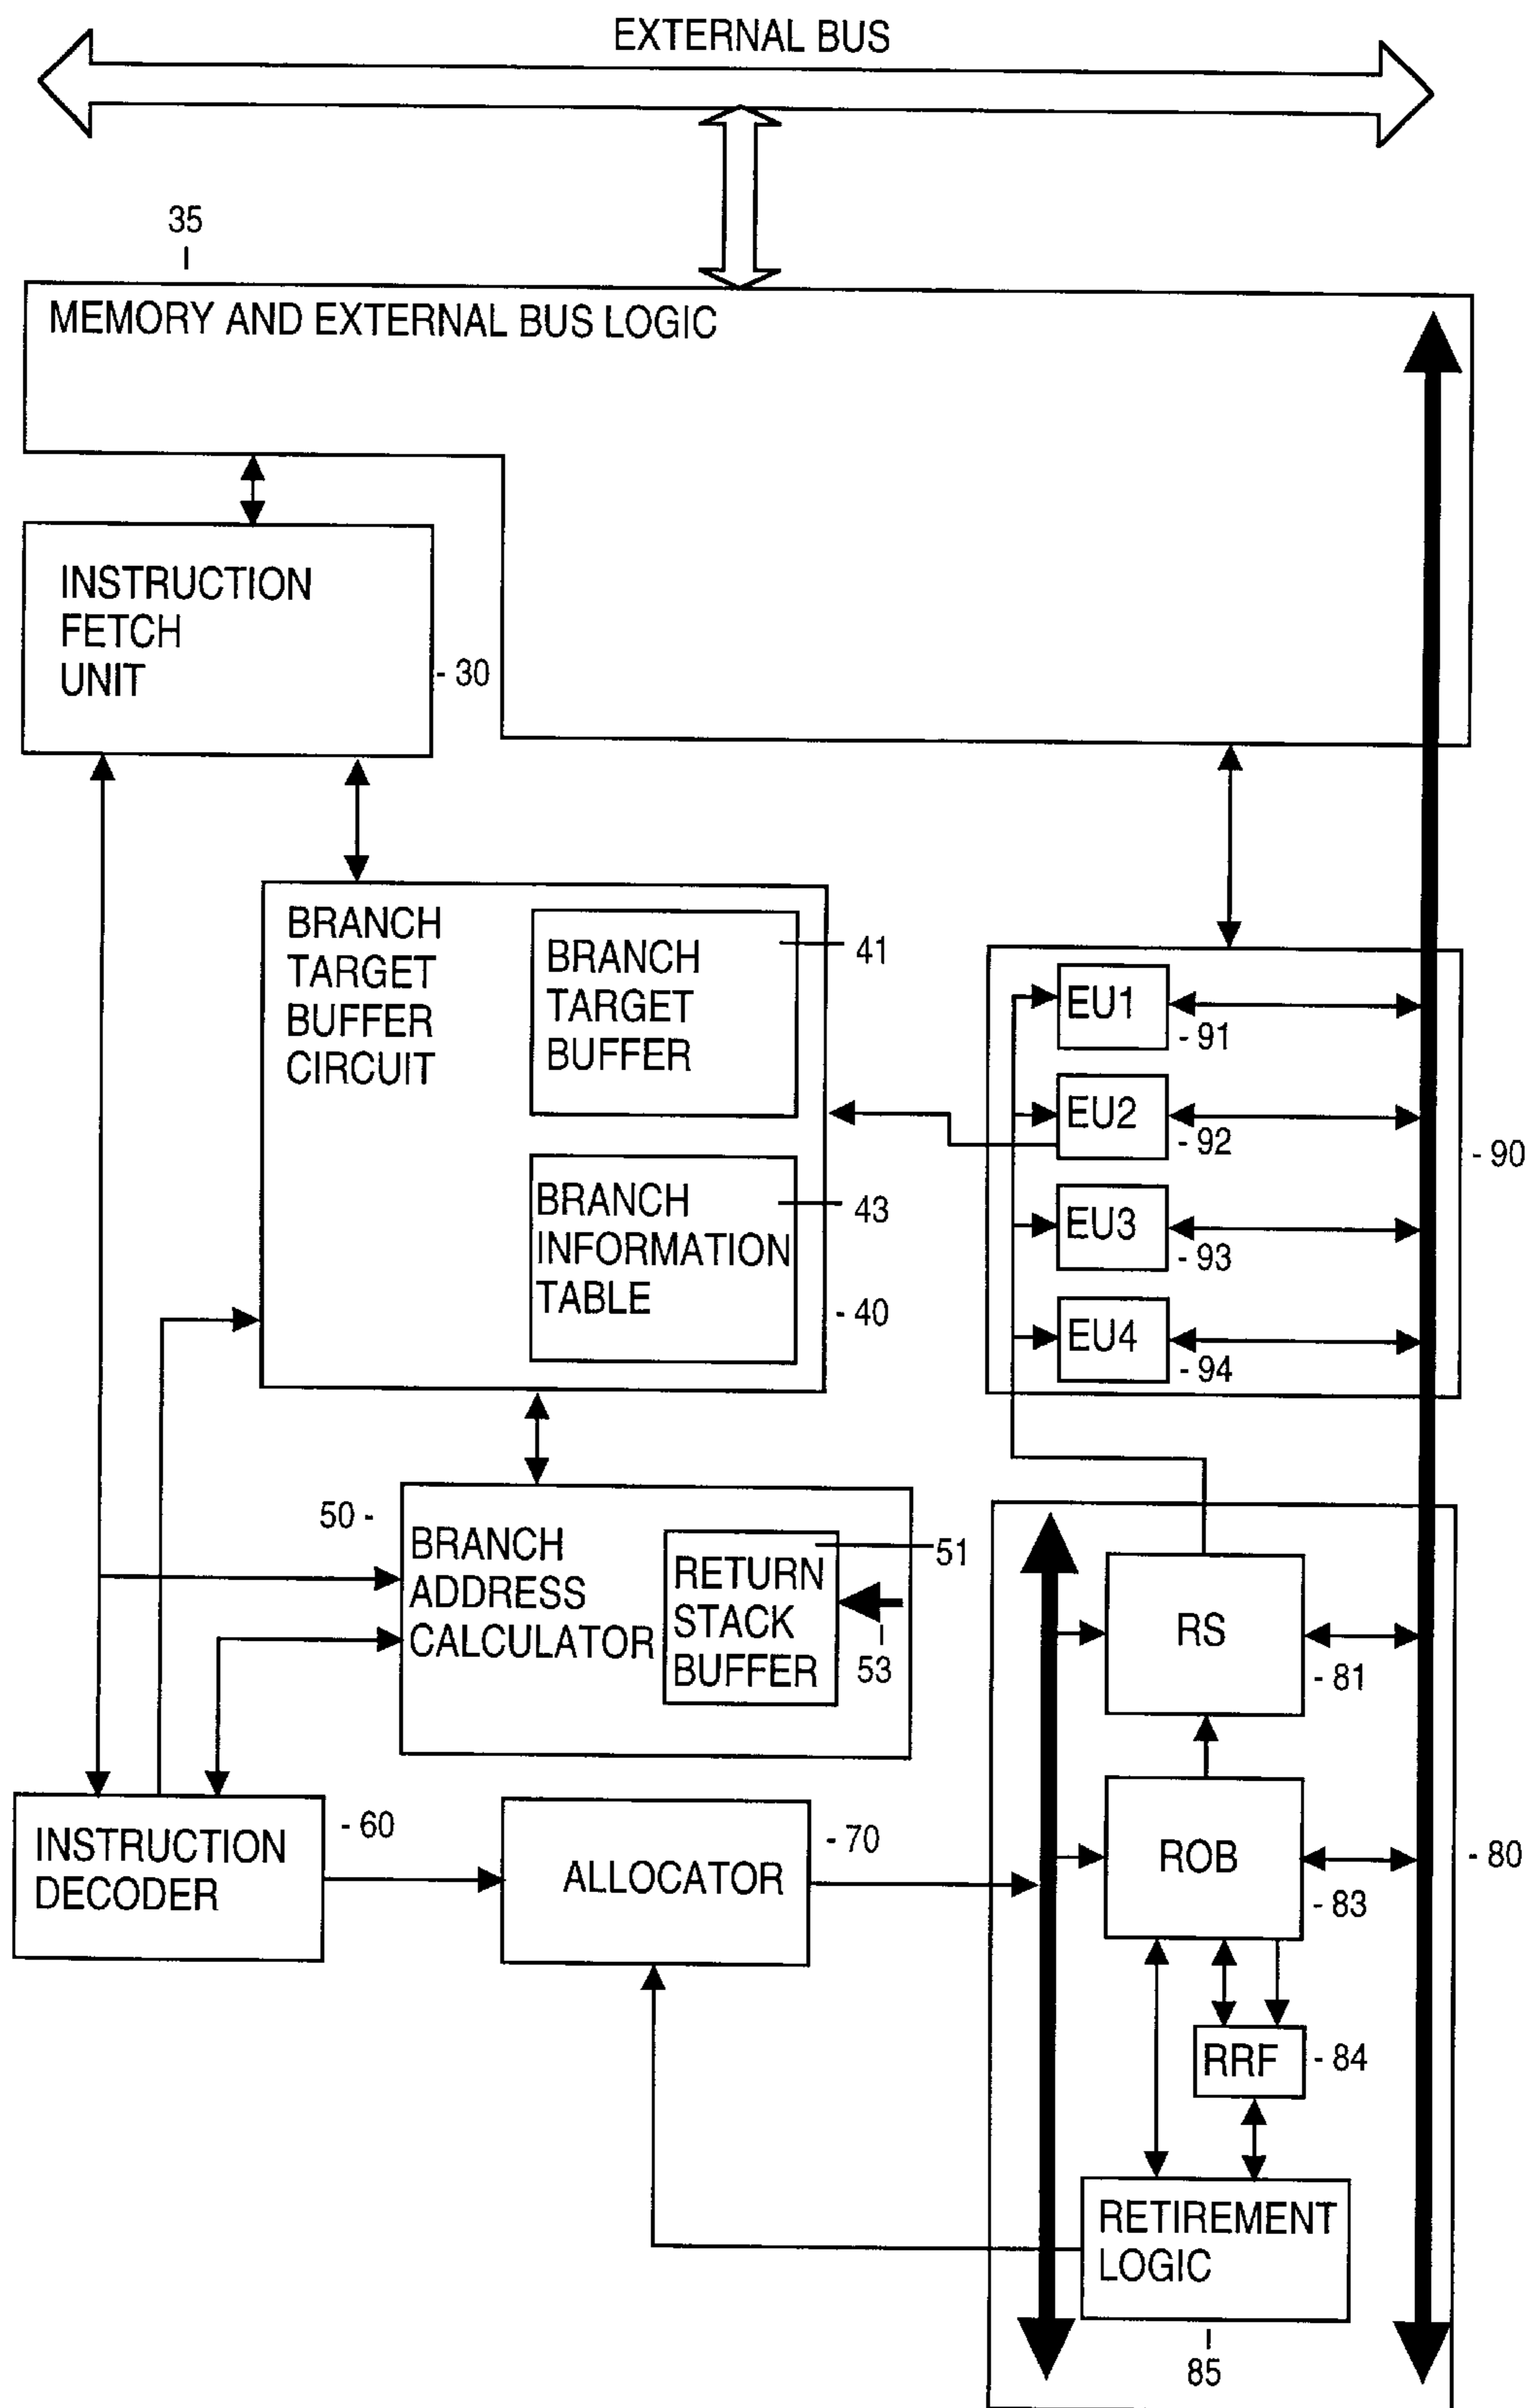 EXTERNAL BUS
35
MEMORY AND EXTERNAL BUS LOGIC
INSTRUCTION
FETCH
UNIT
- 30
BRANCH
TARGET
BUFFER
CIRCUIT
BRANCH
TARGET
BUFFER
41
BRANCH
INFORMATION
TABLE
43
- 40
EU1
- 91
EU2
- 92
EU3
- 93
EU4
- 94
- 90
50 -
BRANCH
ADDRESS
CALCULATOR
RETURN
STACK
BUFFER
51
53
RS
- 81
INSTRUCTION
DECODER
- 60
ALLOCATOR
- 70
ROB
- 83
- 80
RRF
- 84
RETIREMENT
LOGIC
85